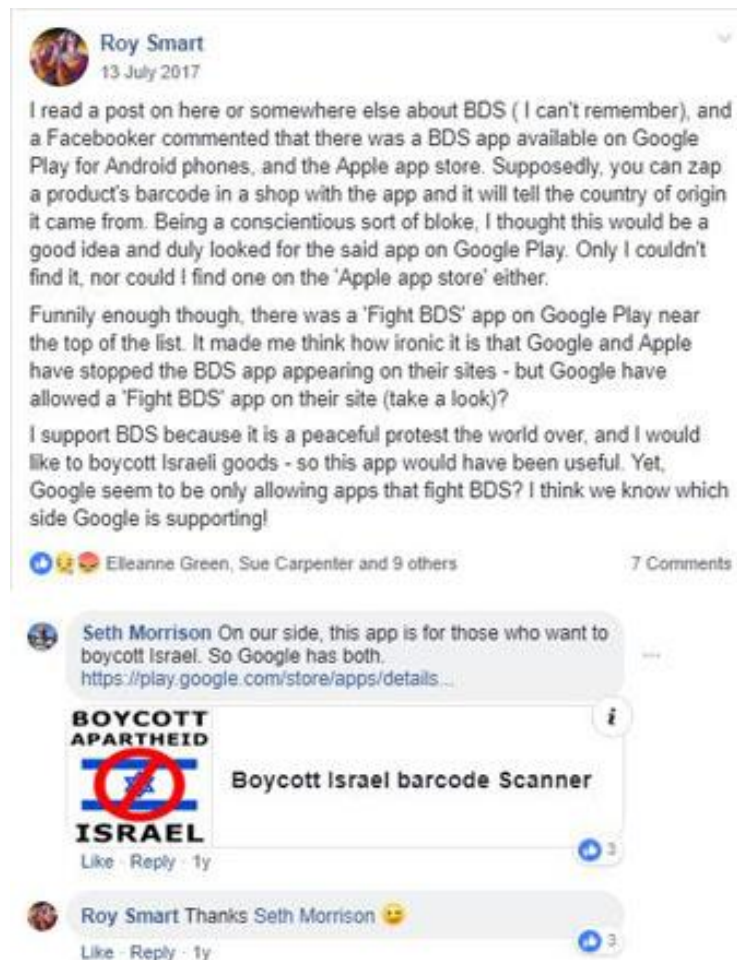 Roy Smart
13 July 2017
I read a post on here or somewhere else about BDS ( I can't remember), and
a Facebooker commented that there was a BDS app available on Google
Play for Android phones, and the Apple app store. Supposedly, you can zap
a product's barcode in a shop with the app and it will tell the country of origin
it came from. Being a conscientious sort of bloke, I thought this would be a
good idea and duly looked for the said app on Google Play. Only I couldn't
find it, nor could I find one on the 'Apple app store' either.
Funnily enough though, there was a 'Fight BDS' app on Google Play near
the top of the list. It made me think how ironic it is that Google and Apple
have stopped the BDS app appearing on their sites - but Google have
allowed a 'Fight BDS' app on their site (take a look)?
I support BDS because it is a peaceful protest the world over, and I would
like to boycott Israeli goods - so this app would have been useful. Yet,
Google seem to be only allowing apps that fight BDS? I think we know which
side Google is supporting!
Elleanne Green, Sue Carpenter and 9 others 7 Comments
Seth Morrison On our side, this app is for those who want to
boycott Israel. So Google has both.
https://play.google.com/store/apps/details...
BOYCOTT
APARTHEID
ISRAEL
Boycott Israel barcode Scanner
i
3
Like · Reply · 1y
Roy Smart Thanks Seth Morrison
3
Like · Reply · 1y